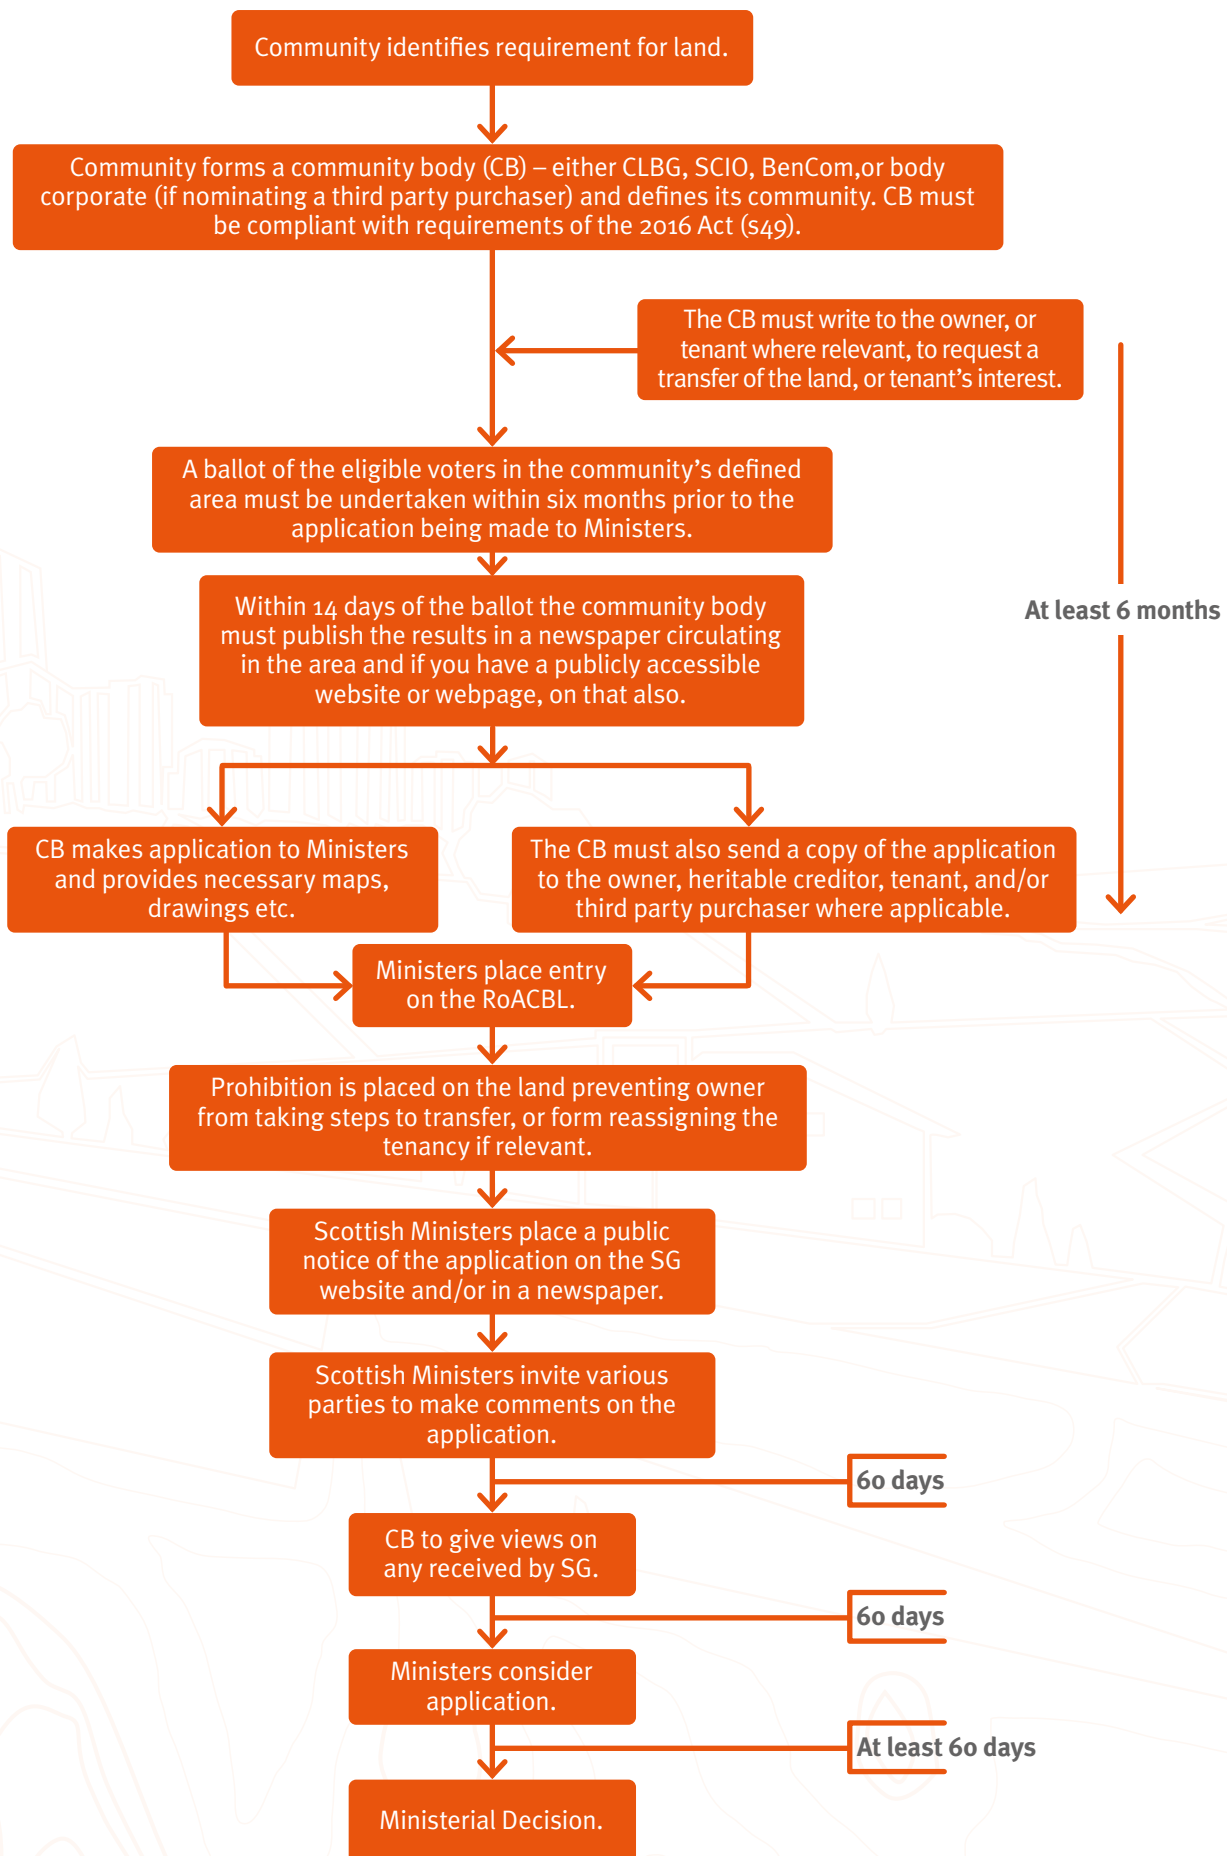 Community identifies requirement for land.
Community forms a community body (CB) – either CLBG, SCIO, BenCom,or body
corporate (if nominating a third party purchaser) and defines its community. CB must
be compliant with requirements of the 2016 Act (s49).
The CB must write to the owner, or
tenant where relevant, to request a
transfer of the land, or tenant’s interest.
A ballot of the eligible voters in the community’s defined
area must be undertaken within six months prior to the
application being made to Ministers.
Within 14 days of the ballot the community body
must publish the results in a newspaper circulating
in the area and if you have a publicly accessible
website or webpage, on that also.
At least 6 months
CB makes application to Ministers
and provides necessary maps,
drawings etc.
The CB must also send a copy of the application
to the owner, heritable creditor, tenant, and/or
third party purchaser where applicable.
Ministers place entry
on the RoACBL.
Prohibition is placed on the land preventing owner
from taking steps to transfer, or form reassigning the
tenancy if relevant.
Scottish Ministers place a public
notice of the application on the SG
website and/or in a newspaper.
Scottish Ministers invite various
parties to make comments on the
application.
60 days
CB to give views on
any received by SG.
60 days
Ministers consider
application.
At least 60 days
Ministerial Decision.